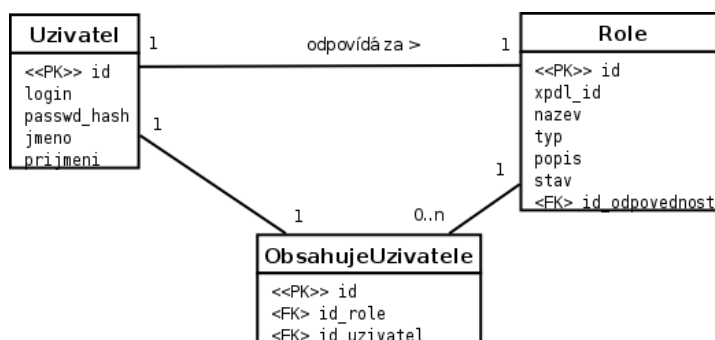 Uzivatel
<<PK>> id
login
passwd_hash
jmeno
prijmeni
1
odpovídá za >
1
Role
<<PK>> id
xpdl_id
nazev
typ
popis
stav
<FK> id_odpovednost
1
1
1
0..n
ObsahujeUzivatele
<<PK>> id
<FK> id_role
<FK> id_uzivatel